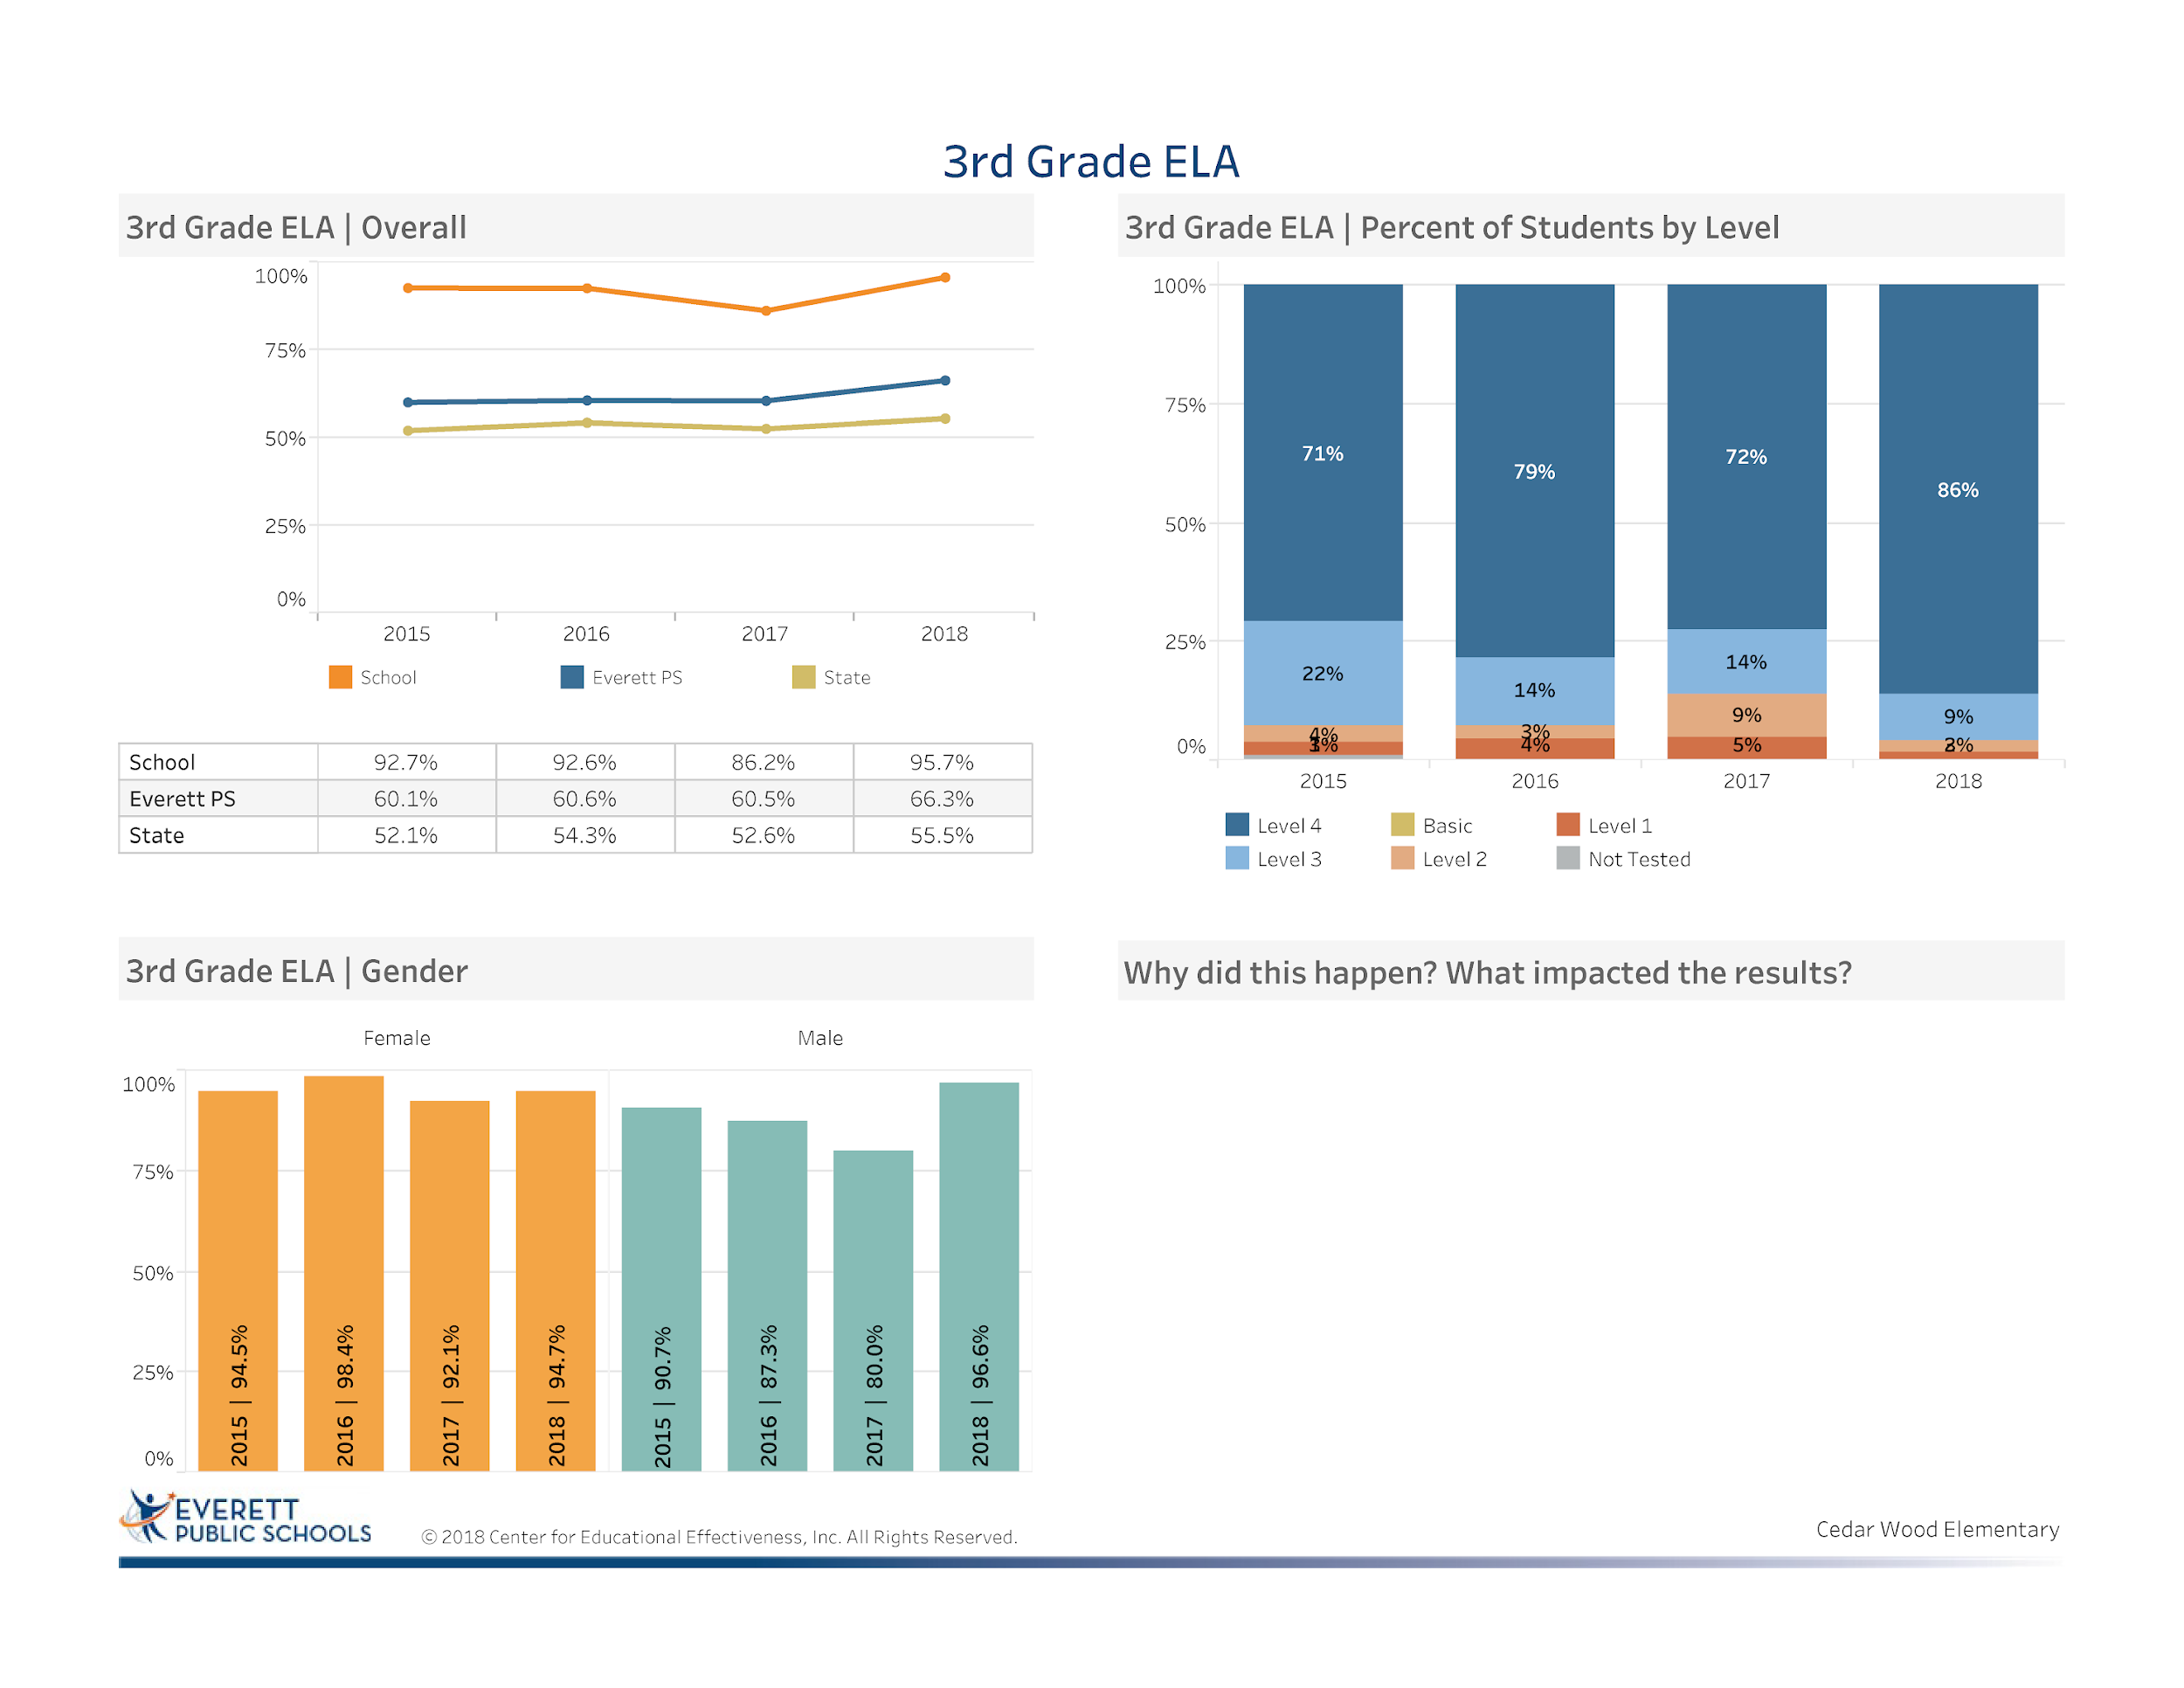 3rd Grade ELA
3rd Grade ELA | Overall
100%
75%
50%
25%
0%
2015 2016 2017 2018
School Everett PS State
School 92.7% 92.6% 86.2% 95.7%
Everett PS 60.1% 60.6% 60.5% 66.3%
State 52.1% 54.3% 52.6% 55.5%
3rd Grade ELA | Percent of Students by Level
100%
75%
50%
25%
0%
71% 79% 72% 86%
22% 14% 14% 9%
4% 3% 9%
4% 5%
2015 2016 2017 2018
Level 4 Basic Level 1
Level 3 Level 2 Not Tested
3rd Grade ELA | Gender
Female Male
100%
75%
50%
25%
0%
2015 | 94.5%
2016 | 98.4%
2017 | 92.1%
2018 | 94.7%
2015 | 90.7%
2016 | 87.3%
2017 | 80.0%
2018 | 96.6%
Why did this happen? What impacted the results?
EVERETT
PUBLIC SCHOOLS
© 2018 Center for Educational Effectiveness, Inc. All Rights Reserved.
Cedar Wood Elementary